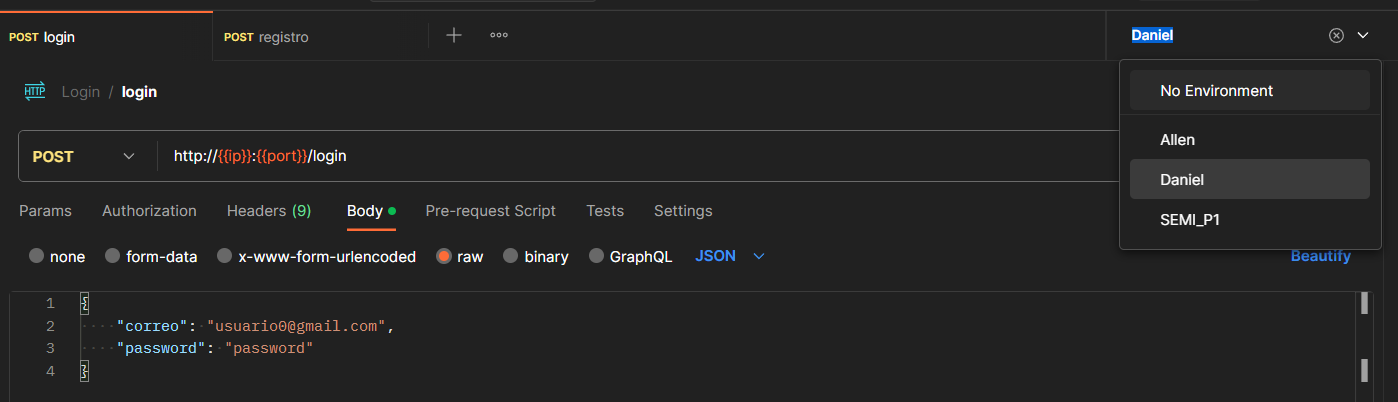 POST login
POST registro
Daniel
No Environment
Allen
Daniel
SEMI_P1
HTTP
Login / login
POST
http://{{ip}}:{{port}}/login
Params Authorization Headers (9) Body Pre-request Script Tests Settings
none form-data x-www-form-urlencoded raw binary GraphQL JSON Beautify
1 {
2 "correo": "usuario0@gmail.com",
3 "password": "password"
4 }